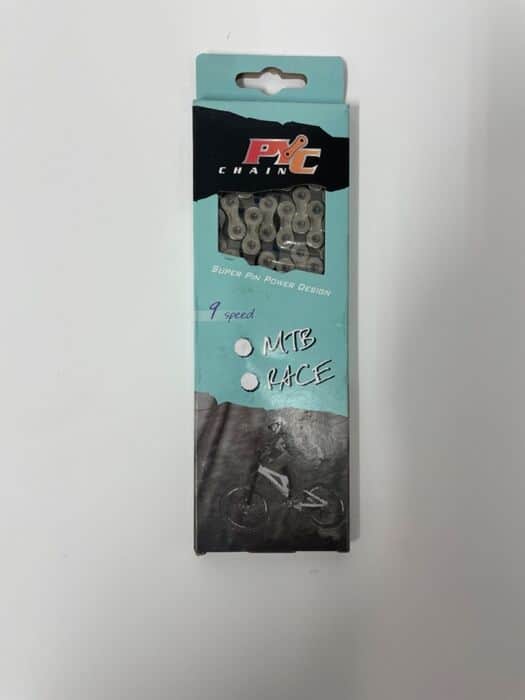 PYC
CHAIN
SUPER PIN POWER DESIGN
9 speed
MTB
RACE